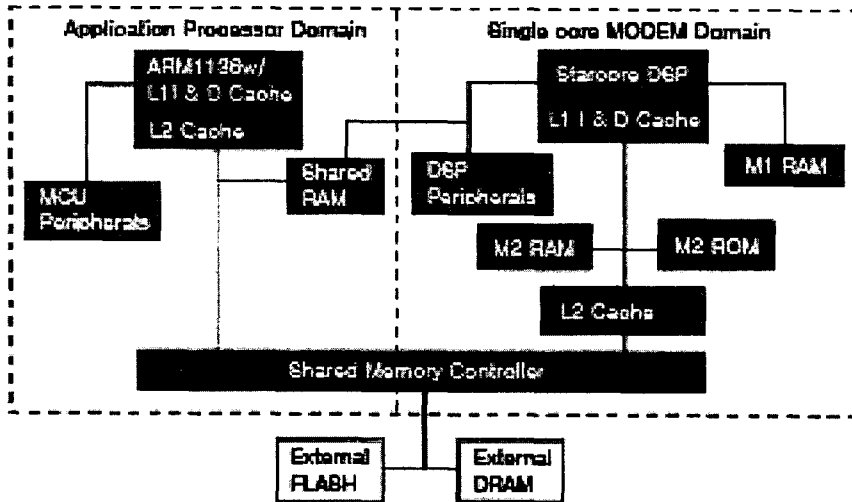 Application Processor Domain
Single core MODEM Domain
ARM1136w/
L1 I & D Cache
L2 Cache
Starcore DSP
L1 I & D Cache
MCU
Peripherals
Shared
RAM
DSP
Peripherals
M1 RAM
M2 RAM
M2 ROM
L2 Cache
Shared Memory Controller
External
FLASH
External
DRAM